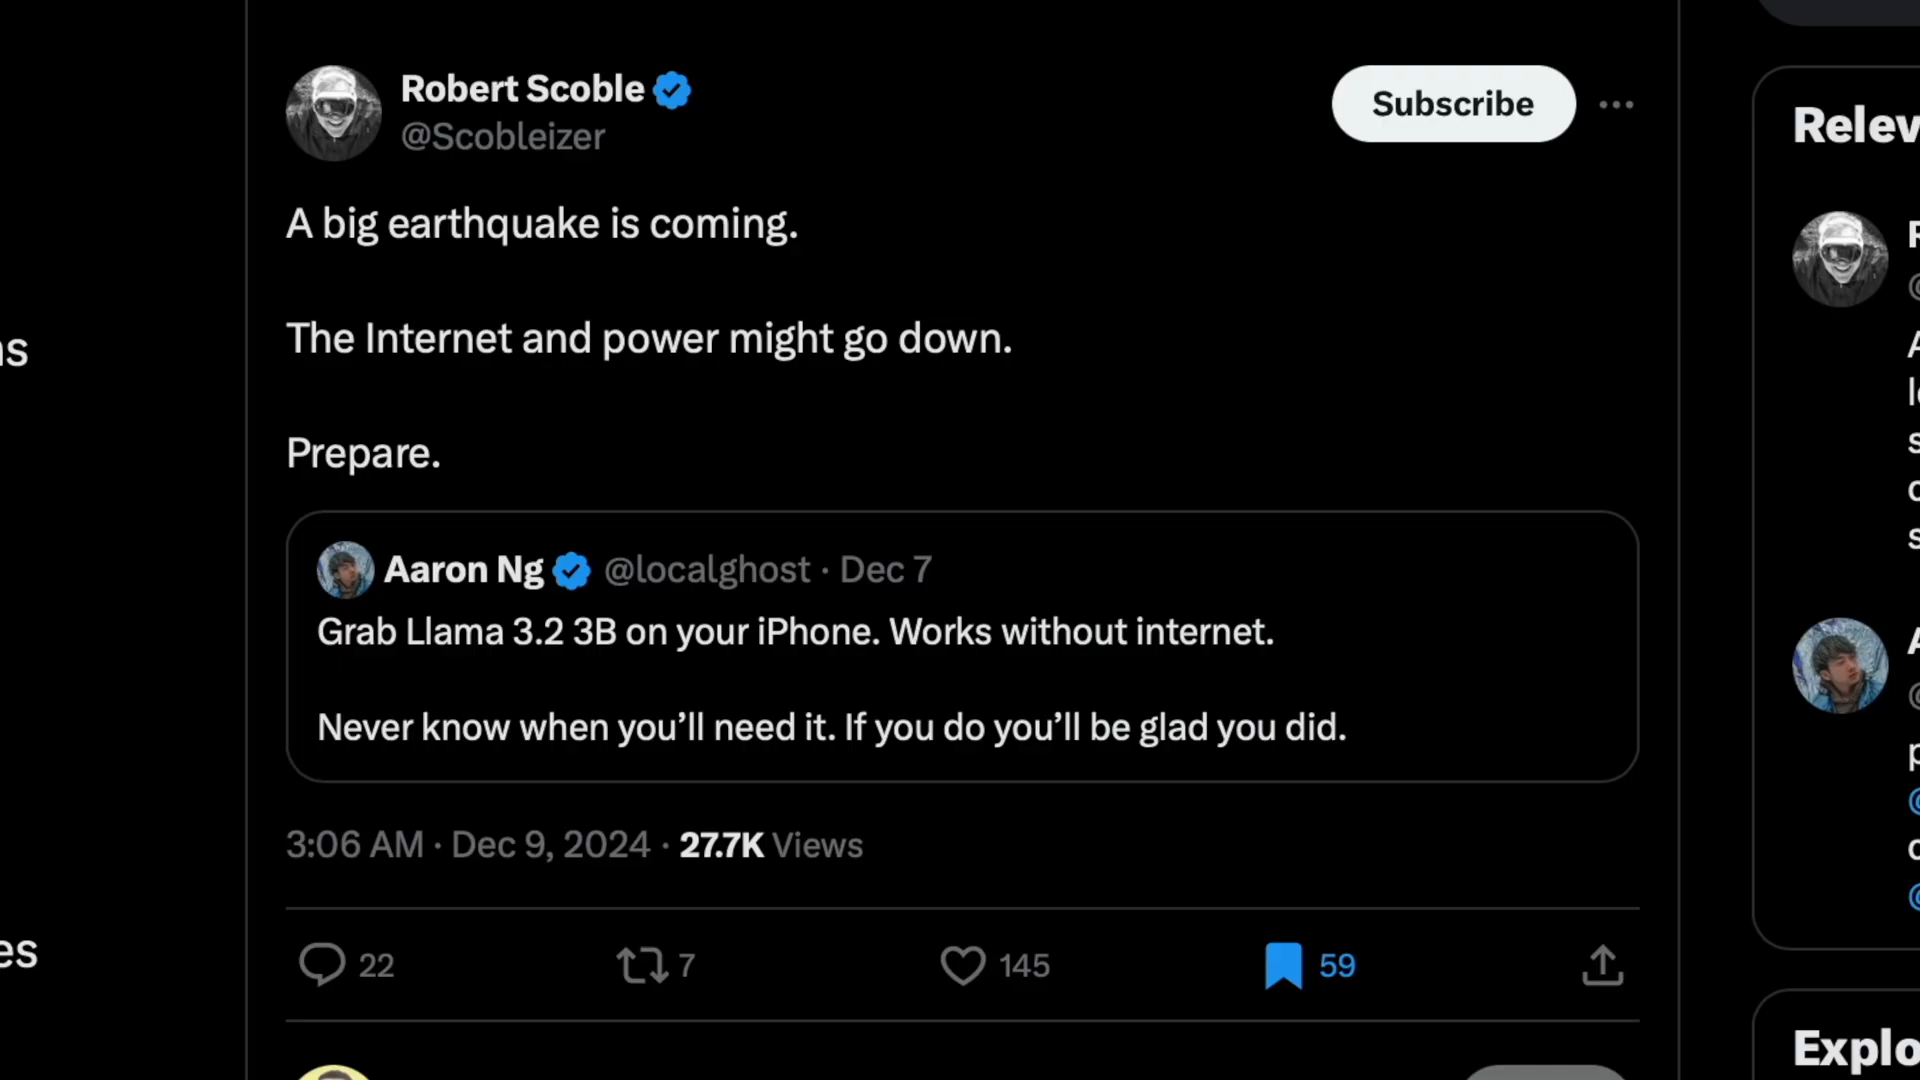 Robert Scoble
@Scobleizer
Subscribe
A big earthquake is coming.
The Internet and power might go down.
Prepare.
Aaron Ng @localghost · Dec 7
Grab Llama 3.2 3B on your iPhone. Works without internet.
Never know when you’ll need it. If you do you’ll be glad you did.
3:06 AM · Dec 9, 2024 · 27.7K Views
22 7 145 59